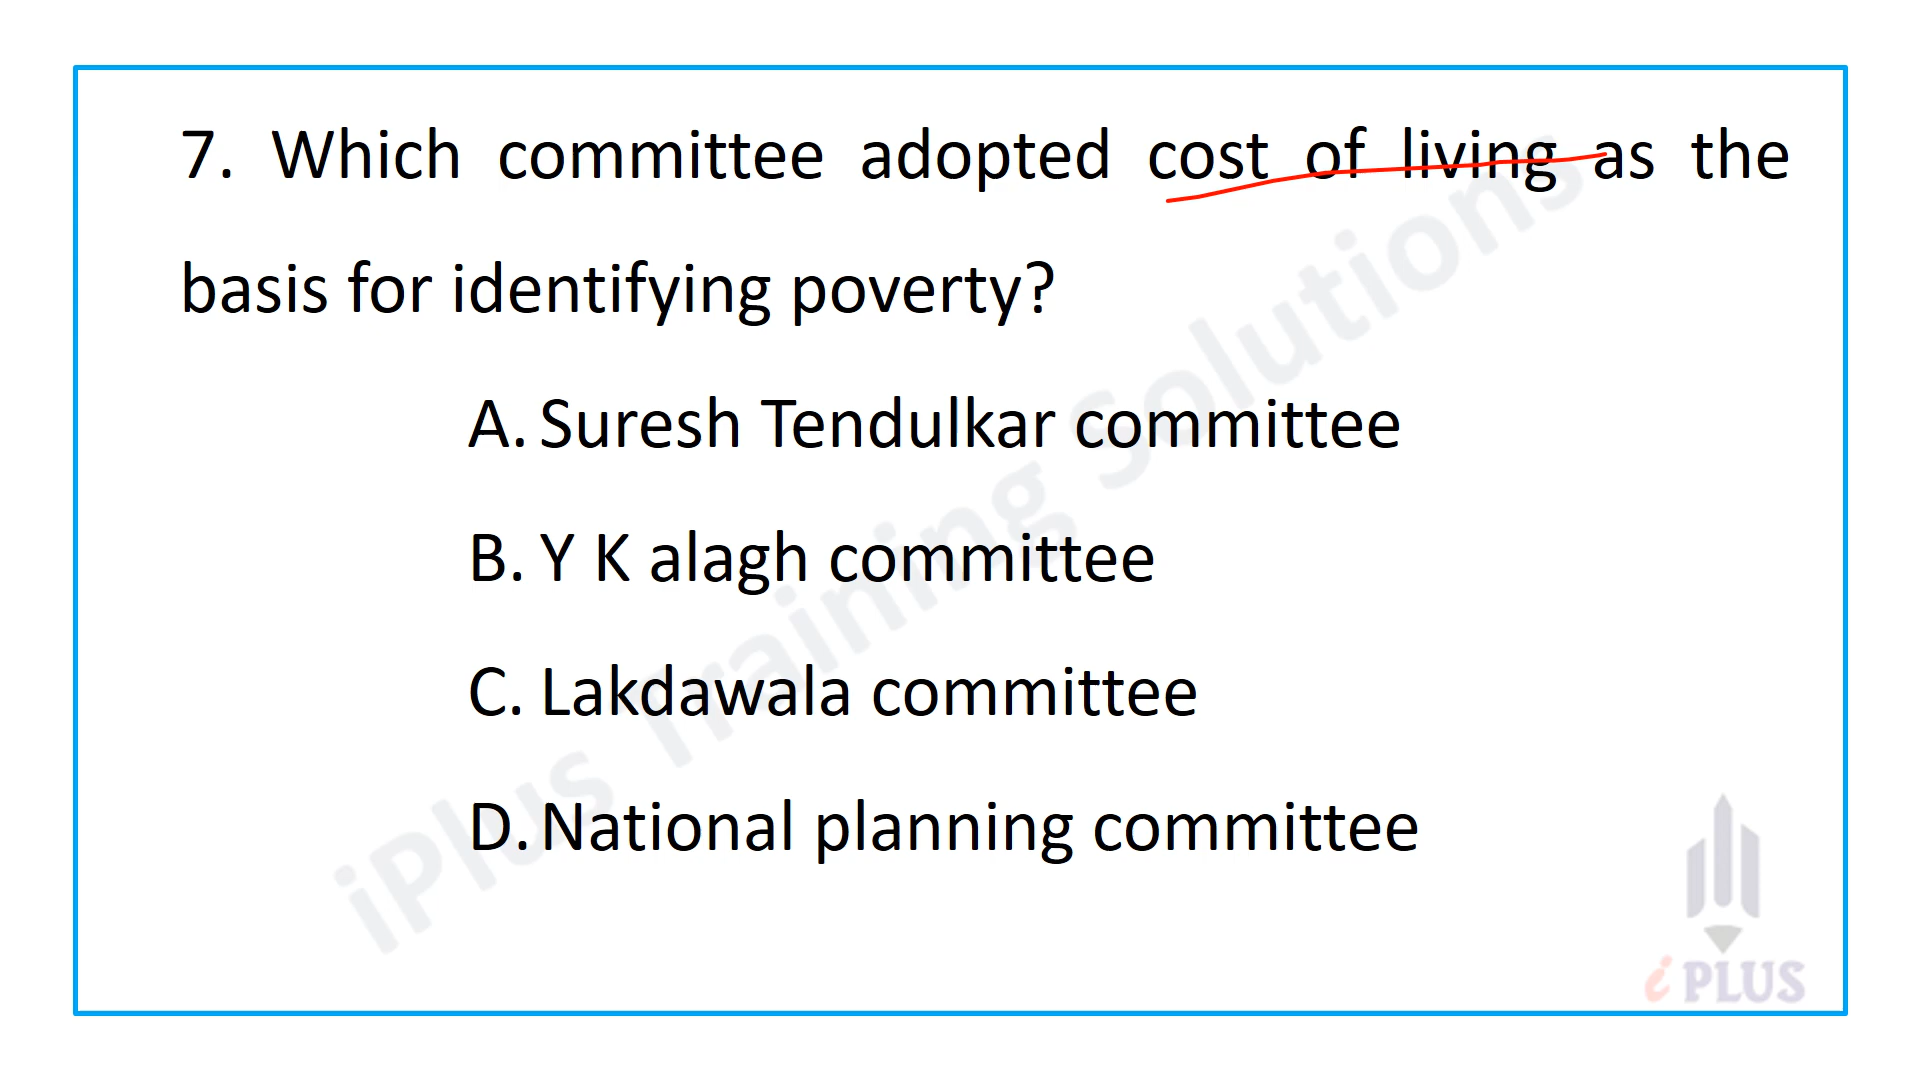 7. Which committee adopted cost of living as the
basis for identifying poverty?
A. Suresh Tendulkar committee
B. Y K alagh committee
C. Lakdawala committee
D. National planning committee
iPlus Training Solutions
i PLUS